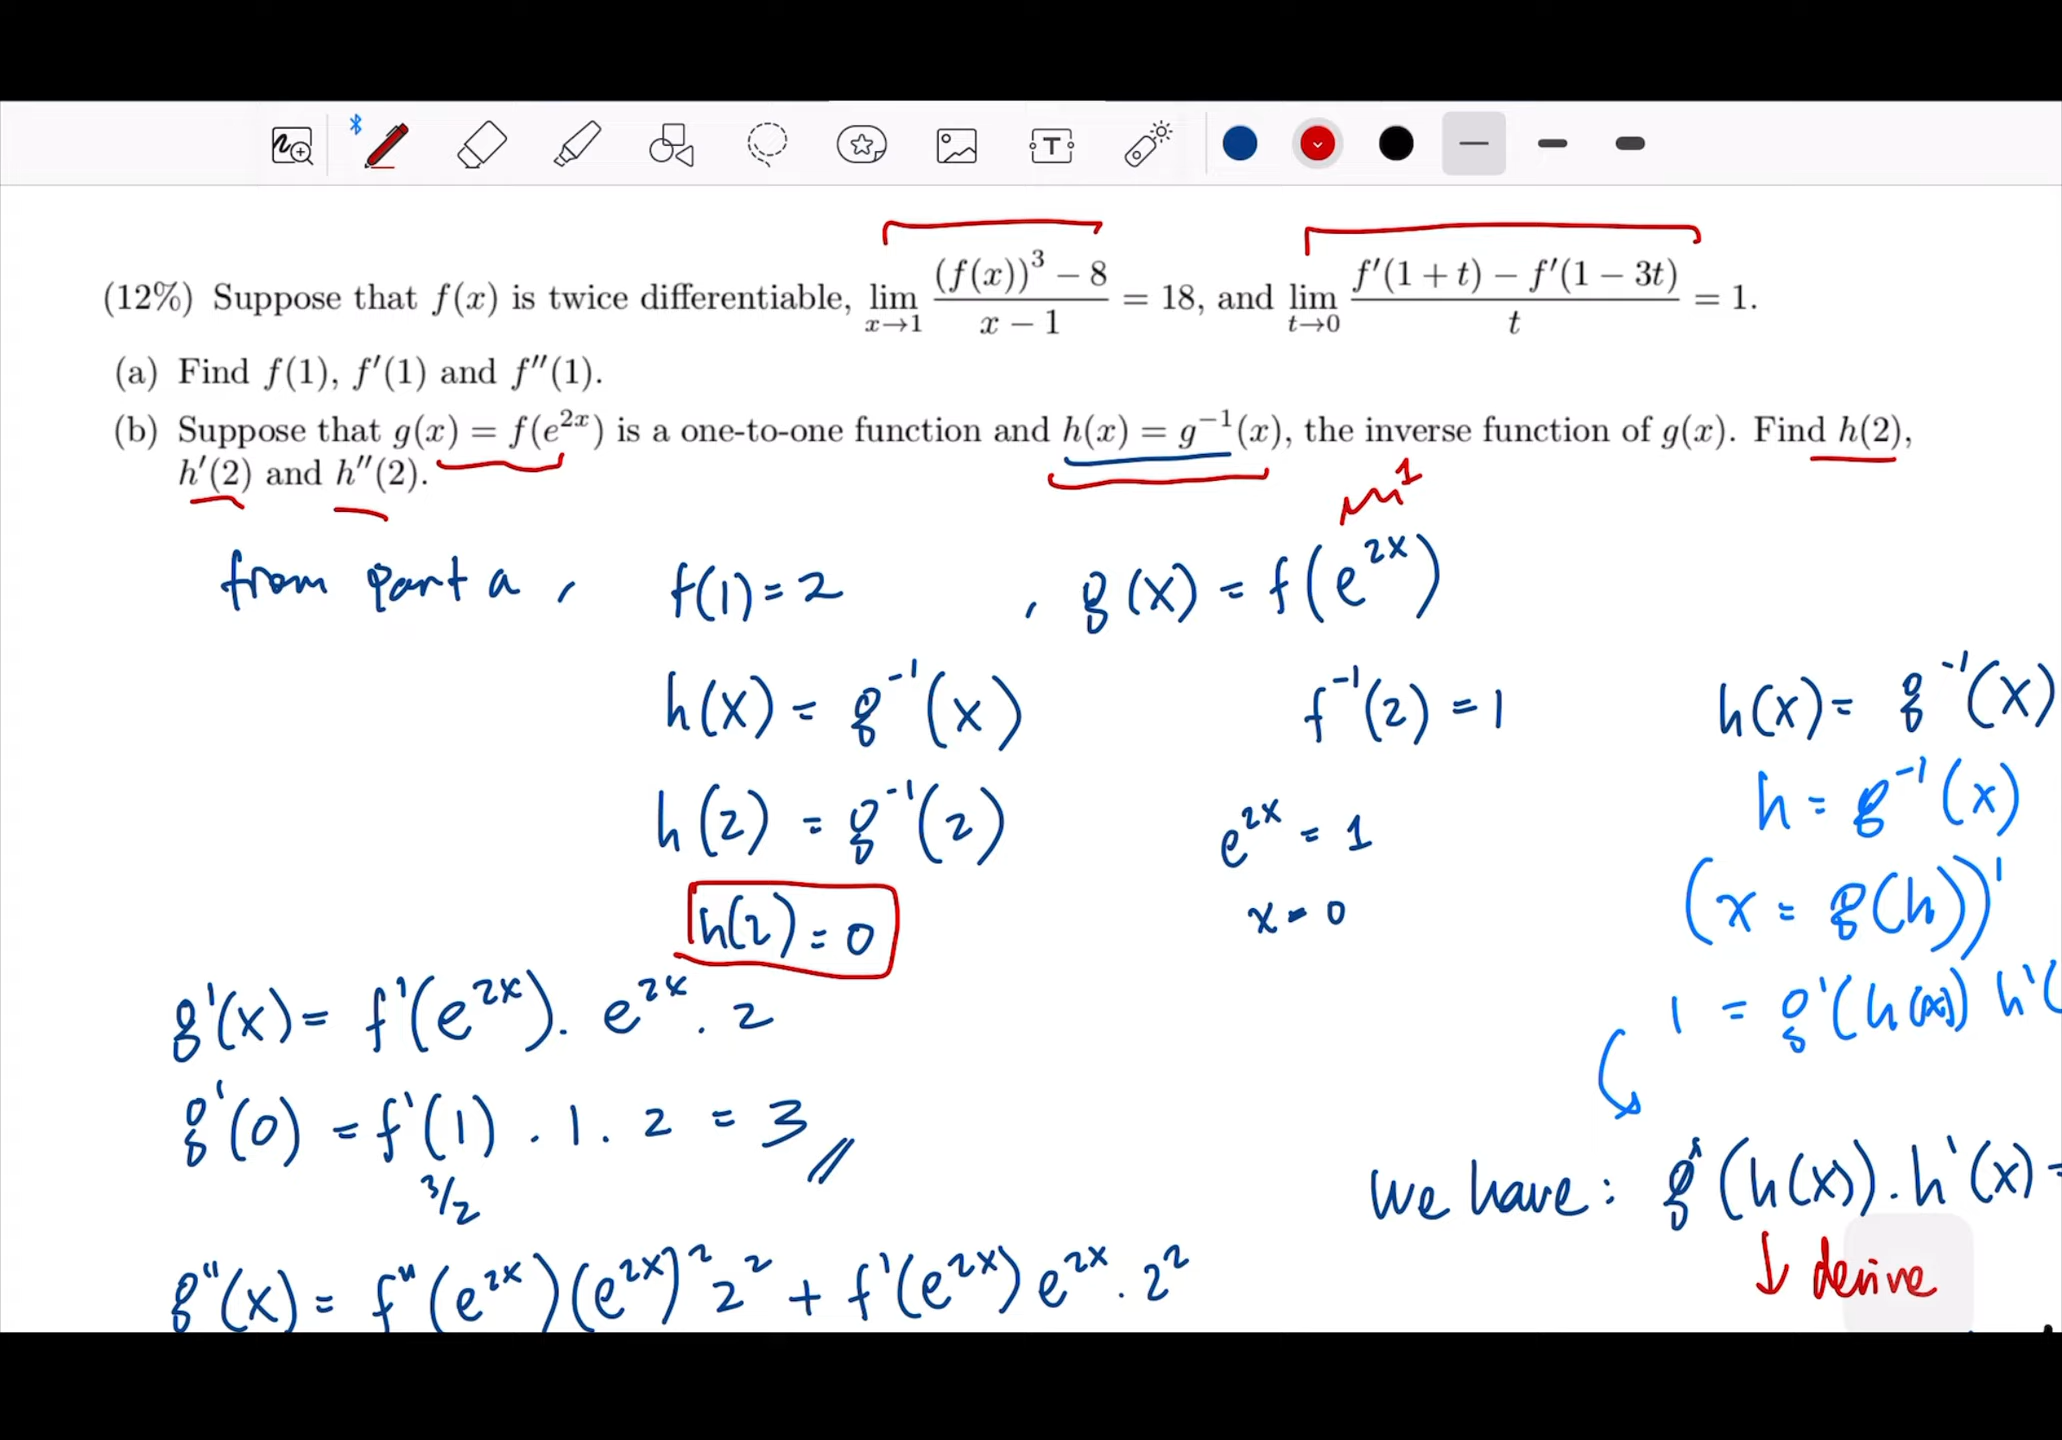 T
(12%) Suppose that f(x) is twice differentiable, lim_{x→1} ((f(x))³ − 8)/(x − 1) = 18, and lim_{t→0} (f′(1 + t) − f′(1 − 3t))/t = 1.
(a) Find f(1), f′(1) and f″(1).
(b) Suppose that g(x) = f(e^{2x}) is a one-to-one function and h(x) = g⁻¹(x), the inverse function of g(x). Find h(2),
h′(2) and h″(2).
1
from part a, f(1)=2 , g(x) = f(e^{2x})
h(x) = g⁻¹(x) f⁻¹(2) = 1 h(x) = g⁻¹(x)
h = g⁻¹(x)
h(2) = g⁻¹(2) e^{2x} = 1
(x = g(h))'
h(2) = 0 x = 0
g'(x) = f'(e^{2x}). e^{2x} . 2 1 = g'(h(x)) h'(
g'(0) = f'(1) . 1 . 2 = 3
3/2
we have: g'(h(x)).h'(x) =
↓ derive
g''(x) = f''(e^{2x})(e^{2x})² 2² + f'(e^{2x}) e^{2x} . 2²